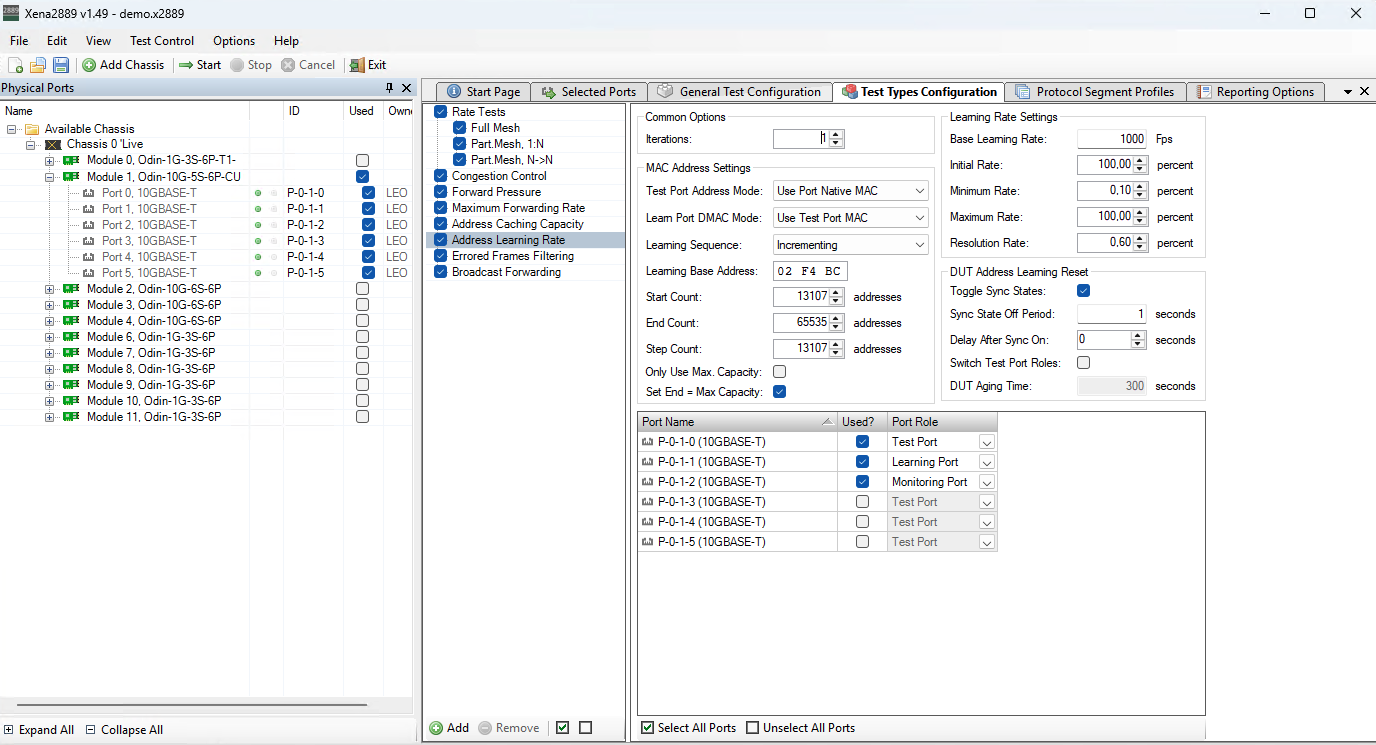 2889 Xena2889 v1.49 - demo.x2889
File Edit View Test Control Options Help
Add Chassis Start Stop Cancel Exit
Physical Ports
Name ID Used Owne
Available Chassis
Chassis 0 'Live
Module 0, Odin-1G-3S-6P-T1-
Module 1, Odin-10G-5S-6P-CU
Port 0, 10GBASE-T P-0-1-0 LEO
Port 1, 10GBASE-T P-0-1-1 LEO
Port 2, 10GBASE-T P-0-1-2 LEO
Port 3, 10GBASE-T P-0-1-3 LEO
Port 4, 10GBASE-T P-0-1-4 LEO
Port 5, 10GBASE-T P-0-1-5 LEO
Module 2, Odin-10G-6S-6P
Module 3, Odin-10G-6S-6P
Module 4, Odin-10G-6S-6P
Module 6, Odin-1G-3S-6P
Module 7, Odin-1G-3S-6P
Module 8, Odin-1G-3S-6P
Module 9, Odin-1G-3S-6P
Module 10, Odin-1G-3S-6P
Module 11, Odin-1G-3S-6P
Expand All Collapse All
Start Page Selected Ports General Test Configuration Test Types Configuration Protocol Segment Profiles Reporting Options
Rate Tests
Full Mesh
Part.Mesh, 1:N
Part.Mesh, N->N
Congestion Control
Forward Pressure
Maximum Forwarding Rate
Address Caching Capacity
Address Learning Rate
Errored Frames Filtering
Broadcast Forwarding
Add Remove
Common Options
Iterations: 1
MAC Address Settings
Test Port Address Mode: Use Port Native MAC
Learn Port DMAC Mode: Use Test Port MAC
Learning Sequence: Incrementing
Learning Base Address: 02 F4 BC
Start Count: 13107 addresses
End Count: 65535 addresses
Step Count: 13107 addresses
Only Use Max. Capacity:
Set End = Max Capacity:
Learning Rate Settings
Base Learning Rate: 1000 Fps
Initial Rate: 100,00 percent
Minimum Rate: 0,10 percent
Maximum Rate: 100,00 percent
Resolution Rate: 0,60 percent
DUT Address Learning Reset
Toggle Sync States:
Sync State Off Period: 1 seconds
Delay After Sync On: 0 seconds
Switch Test Port Roles:
DUT Aging Time: 300 seconds
Port Name Used? Port Role
P-0-1-0 (10GBASE-T) Test Port
P-0-1-1 (10GBASE-T) Learning Port
P-0-1-2 (10GBASE-T) Monitoring Port
P-0-1-3 (10GBASE-T) Test Port
P-0-1-4 (10GBASE-T) Test Port
P-0-1-5 (10GBASE-T) Test Port
Select All Ports Unselect All Ports